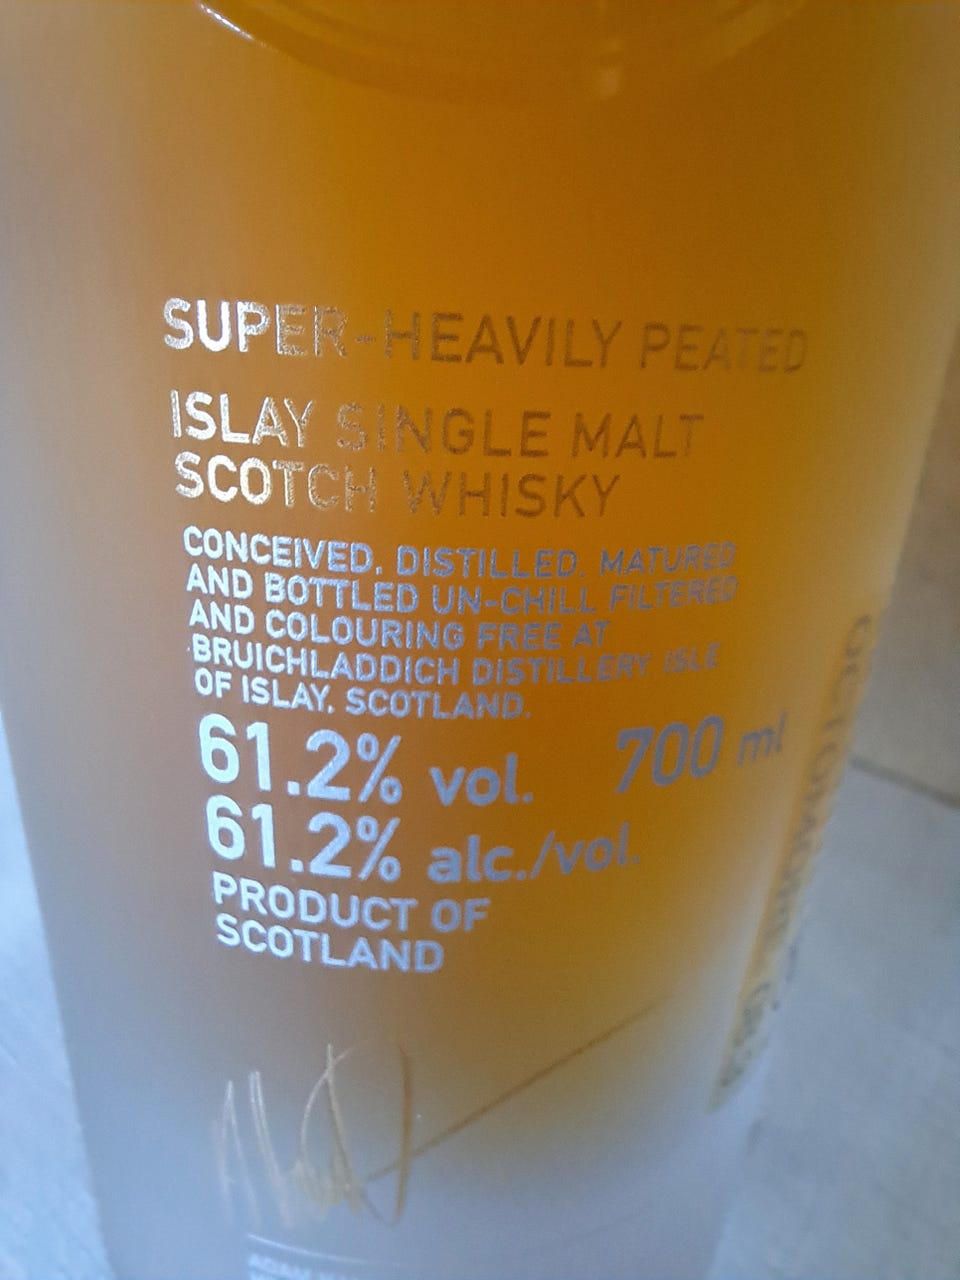 SUPER-HEAVILY PEATED
ISLAY SINGLE MALT
SCOTCH WHISKY
CONCEIVED, DISTILLED, MATURED
AND BOTTLED UN-CHILL FILTERED
AND COLOURING FREE AT
BRUICHLADDICH DISTILLERY ISLE
OF ISLAY, SCOTLAND.
61.2% vol. 700 ml
61.2% alc./vol.
PRODUCT OF
SCOTLAND
ADAM